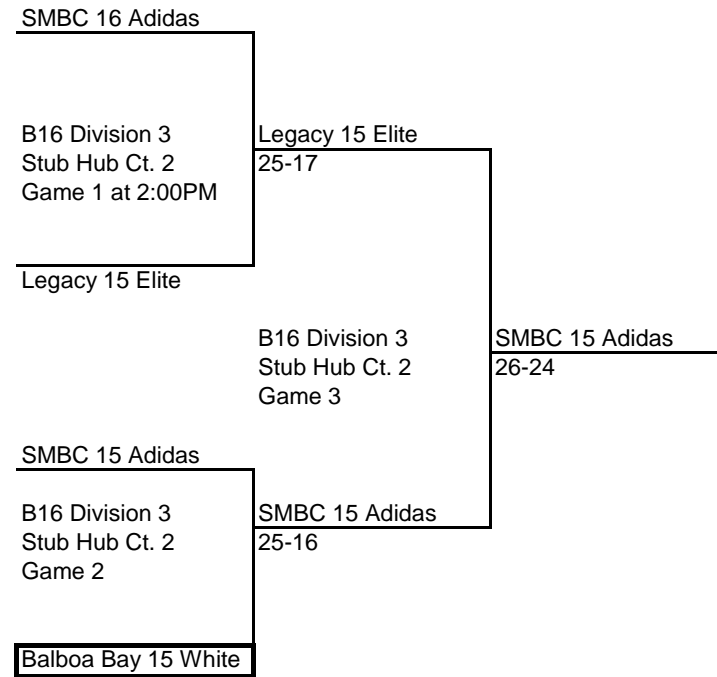 SMBC 16 Adidas
B16 Division 3
Stub Hub Ct. 2
Game 1 at 2:00PM
Legacy 15 Elite
25-17
Legacy 15 Elite
B16 Division 3
Stub Hub Ct. 2
Game 3
SMBC 15 Adidas
26-24
SMBC 15 Adidas
B16 Division 3
Stub Hub Ct. 2
Game 2
SMBC 15 Adidas
25-16
Balboa Bay 15 White